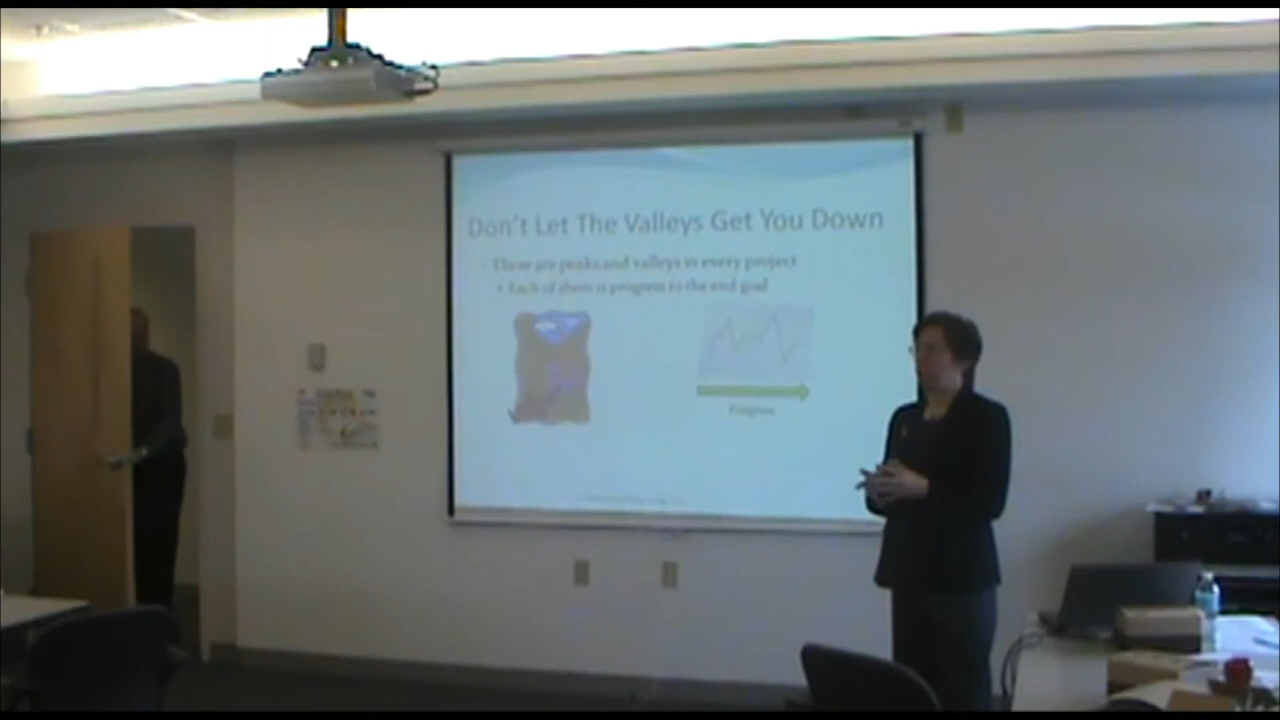 Don't Let The Valleys Get You Down
There are peaks and valleys in every project
• Each of them is progress to the end goal
Progress